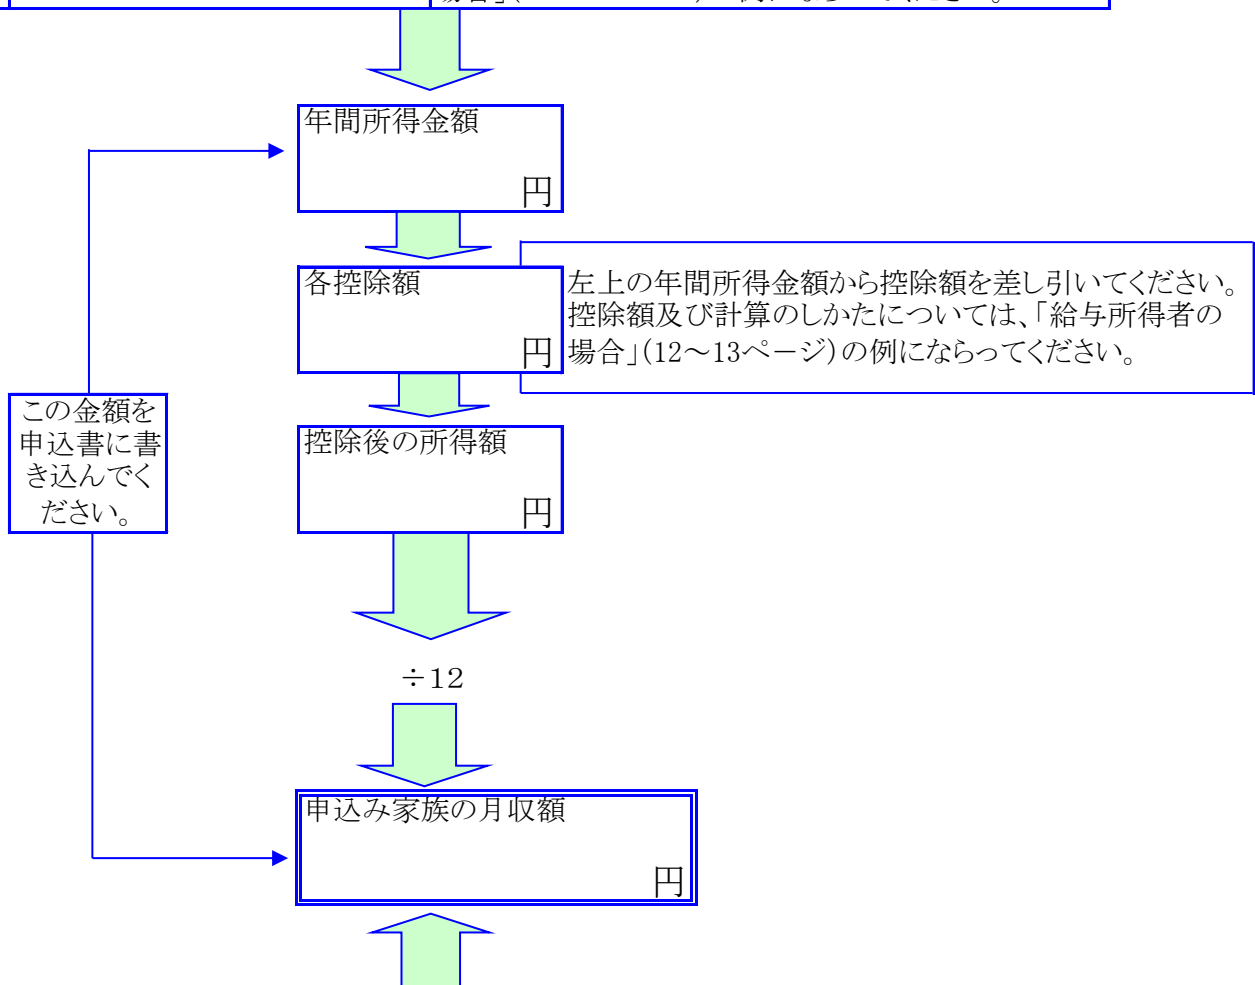 年間所得金額
円
各控除額
円
左上の年間所得金額から控除額を差し引いてください。
控除額及び計算のしかたについては、「給与所得者の
場合」(12～13ページ)の例にならってください。
この金額を
申込書に書
き込んでく
ださい。
控除後の所得額
円
÷12
申込み家族の月収額
円